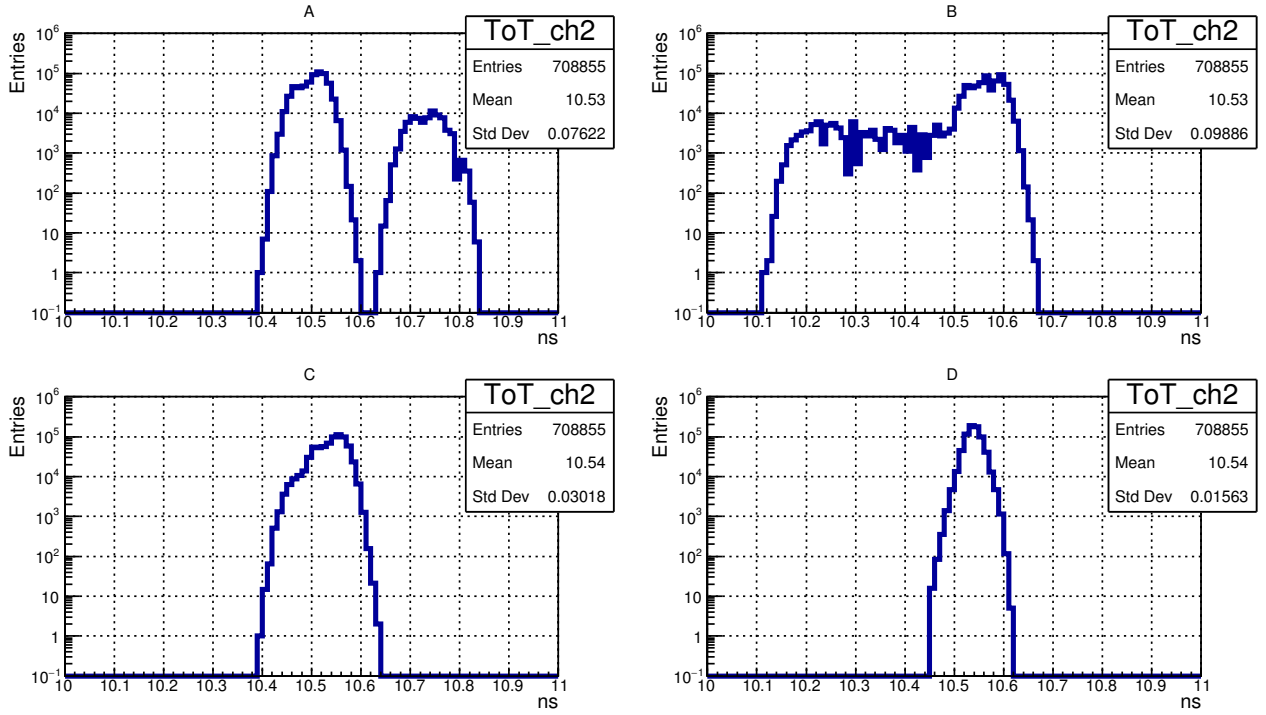 A
Entries
10⁶
10⁵
10⁴
10³
10²
10
1
10⁻¹
10 10.1 10.2 10.3 10.4 10.5 10.6 10.7 10.8 10.9 11
ns
ToT_ch2
Entries 708855
Mean 10.53
Std Dev 0.07622
B
Entries
10⁶
10⁵
10⁴
10³
10²
10
1
10⁻¹
10 10.1 10.2 10.3 10.4 10.5 10.6 10.7 10.8 10.9 11
ns
ToT_ch2
Entries 708855
Mean 10.53
Std Dev 0.09886
C
Entries
10⁶
10⁵
10⁴
10³
10²
10
1
10⁻¹
10 10.1 10.2 10.3 10.4 10.5 10.6 10.7 10.8 10.9 11
ns
ToT_ch2
Entries 708855
Mean 10.54
Std Dev 0.03018
D
Entries
10⁶
10⁵
10⁴
10³
10²
10
1
10⁻¹
10 10.1 10.2 10.3 10.4 10.5 10.6 10.7 10.8 10.9 11
ns
ToT_ch2
Entries 708855
Mean 10.54
Std Dev 0.01563